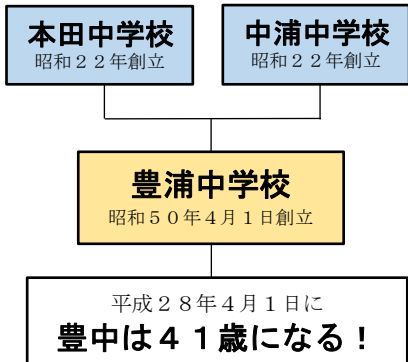 本田中学校
昭和２２年創立
中浦中学校
昭和２２年創立
豊浦中学校
昭和５０年４月１日創立
平成２８年４月１日に
豊中は４１歳になる！